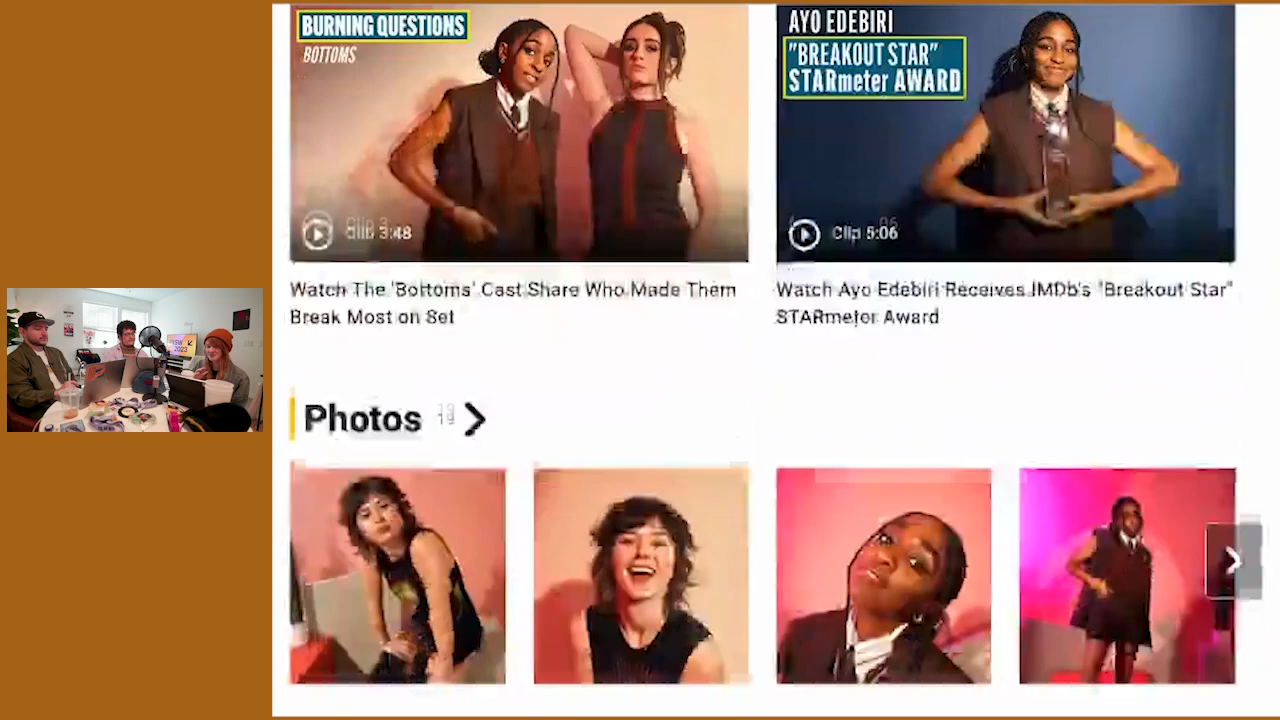 BURNING QUESTIONS
BOTTOMS
Clip 3:48
Watch The 'Bottoms' Cast Share Who Made Them
Break Most on Set
AYO EDEBIRI
"BREAKOUT STAR"
STARmeter AWARD
Clip 5:06
Watch Ayo Edebiri Receives IMDb's "Breakout Star"
STARmeter Award
Photos
2023